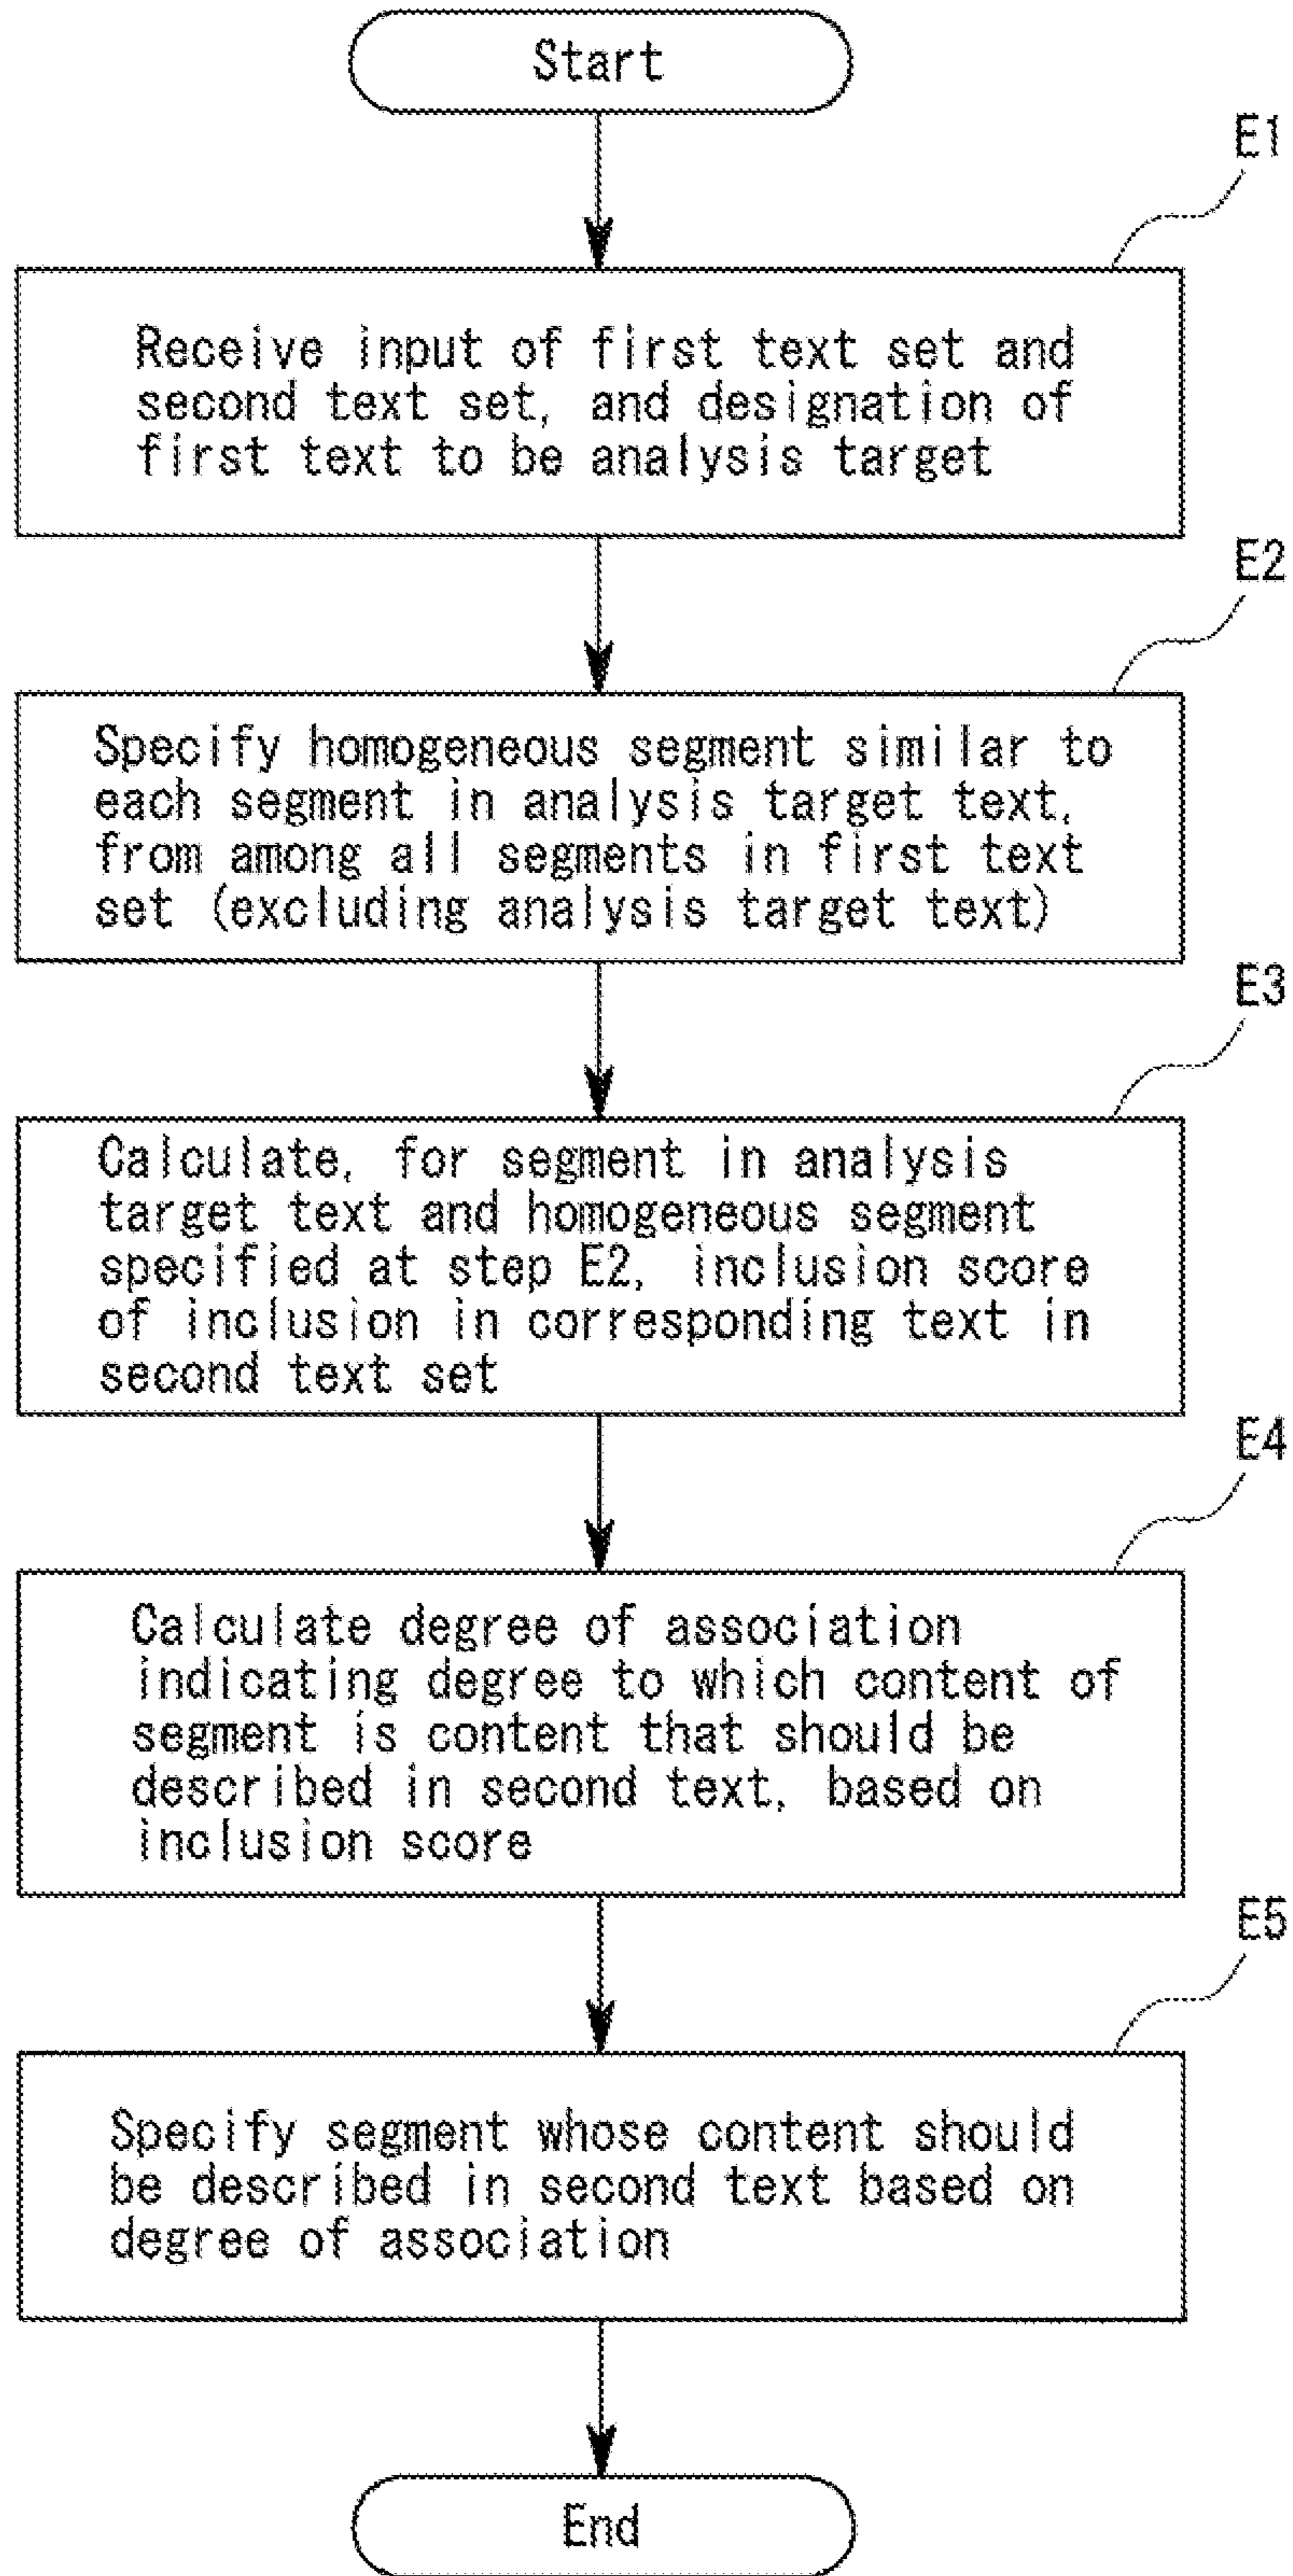 Start
E1
Receive input of first text set and
second text set, and designation of
first text to be analysis target
E2
Specify homogeneous segment similar to
each segment in analysis target text,
from among all segments in first text
set (excluding analysis target text)
E3
Calculate, for segment in analysis
target text and homogeneous segment
specified at step E2, inclusion score
of inclusion in corresponding text in
second text set
E4
Calculate degree of association
indicating degree to which content of
segment is content that should be
described in second text, based on
inclusion score
E5
Specify segment whose content should
be described in second text based on
degree of association
End